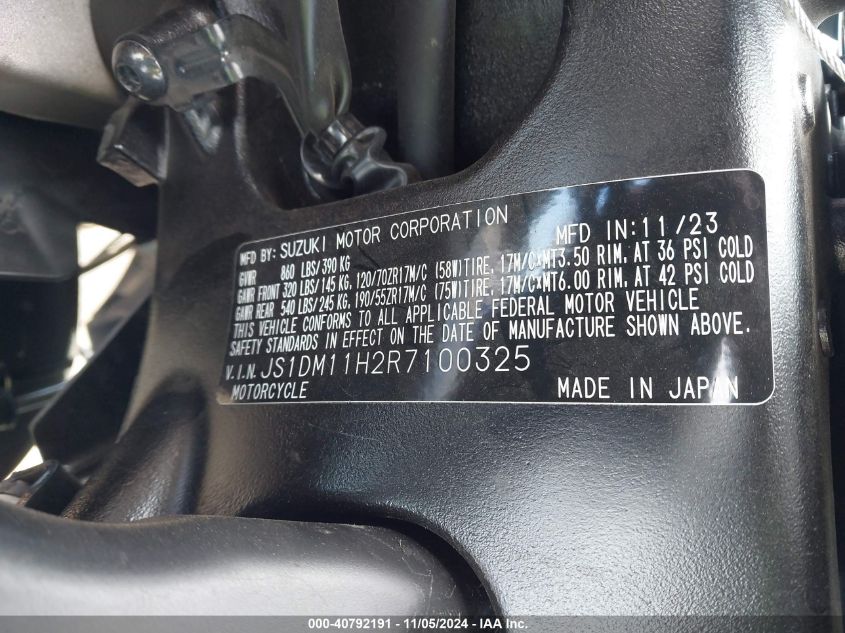 MFD BY: SUZUKI MOTOR CORPORATION MFD IN:11/23
GVWR 860 LBS/390 KG
GAWR FRONT 320 LBS/145 KG, 120/70ZR17M/C (58W)TIRE, 17M/C×MT3.50 RIM, AT 36 PSI COLD
GAWR REAR 540 LBS/245 KG, 190/55ZR17M/C (75W)TIRE, 17M/C×MT6.00 RIM, AT 42 PSI COLD
THIS VEHICLE CONFORMS TO ALL APPLICABLE FEDERAL MOTOR VEHICLE
SAFETY STANDARDS IN EFFECT ON THE DATE OF MANUFACTURE SHOWN ABOVE.
V.I.N. JS1DM11H2R7100325
MOTORCYCLE MADE IN JAPAN
000-40792191 - 11/05/2024 - IAA Inc.